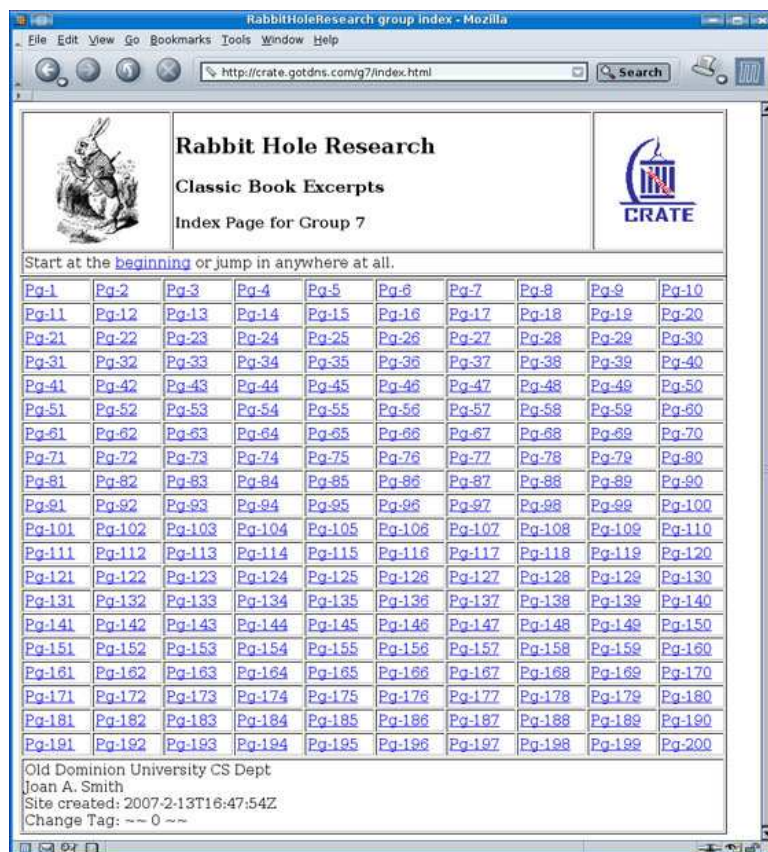 RabbitHoleResearch group index - Mozilla
File Edit View Go Bookmarks Tools Window Help
http://crate.gotdns.com/g7/index.html Search
Rabbit Hole Research
Classic Book Excerpts
Index Page for Group 7
CRATE
Start at the beginning or jump in anywhere at all.
Pg-1 Pg-2 Pg-3 Pg-4 Pg-5 Pg-6 Pg-7 Pg-8 Pg-9 Pg-10
Pg-11 Pg-12 Pg-13 Pg-14 Pg-15 Pg-16 Pg-17 Pg-18 Pg-19 Pg-20
Pg-21 Pg-22 Pg-23 Pg-24 Pg-25 Pg-26 Pg-27 Pg-28 Pg-29 Pg-30
Pg-31 Pg-32 Pg-33 Pg-34 Pg-35 Pg-36 Pg-37 Pg-38 Pg-39 Pg-40
Pg-41 Pg-42 Pg-43 Pg-44 Pg-45 Pg-46 Pg-47 Pg-48 Pg-49 Pg-50
Pg-51 Pg-52 Pg-53 Pg-54 Pg-55 Pg-56 Pg-57 Pg-58 Pg-59 Pg-60
Pg-61 Pg-62 Pg-63 Pg-64 Pg-65 Pg-66 Pg-67 Pg-68 Pg-69 Pg-70
Pg-71 Pg-72 Pg-73 Pg-74 Pg-75 Pg-76 Pg-77 Pg-78 Pg-79 Pg-80
Pg-81 Pg-82 Pg-83 Pg-84 Pg-85 Pg-86 Pg-87 Pg-88 Pg-89 Pg-90
Pg-91 Pg-92 Pg-93 Pg-94 Pg-95 Pg-96 Pg-97 Pg-98 Pg-99 Pg-100
Pg-101 Pg-102 Pg-103 Pg-104 Pg-105 Pg-106 Pg-107 Pg-108 Pg-109 Pg-110
Pg-111 Pg-112 Pg-113 Pg-114 Pg-115 Pg-116 Pg-117 Pg-118 Pg-119 Pg-120
Pg-121 Pg-122 Pg-123 Pg-124 Pg-125 Pg-126 Pg-127 Pg-128 Pg-129 Pg-130
Pg-131 Pg-132 Pg-133 Pg-134 Pg-135 Pg-136 Pg-137 Pg-138 Pg-139 Pg-140
Pg-141 Pg-142 Pg-143 Pg-144 Pg-145 Pg-146 Pg-147 Pg-148 Pg-149 Pg-150
Pg-151 Pg-152 Pg-153 Pg-154 Pg-155 Pg-156 Pg-157 Pg-158 Pg-159 Pg-160
Pg-161 Pg-162 Pg-163 Pg-164 Pg-165 Pg-166 Pg-167 Pg-168 Pg-169 Pg-170
Pg-171 Pg-172 Pg-173 Pg-174 Pg-175 Pg-176 Pg-177 Pg-178 Pg-179 Pg-180
Pg-181 Pg-182 Pg-183 Pg-184 Pg-185 Pg-186 Pg-187 Pg-188 Pg-189 Pg-190
Pg-191 Pg-192 Pg-193 Pg-194 Pg-195 Pg-196 Pg-197 Pg-198 Pg-199 Pg-200
Old Dominion University CS Dept
Joan A. Smith
Site created: 2007-2-13T16:47:54Z
Change Tag: ~~ 0 ~~